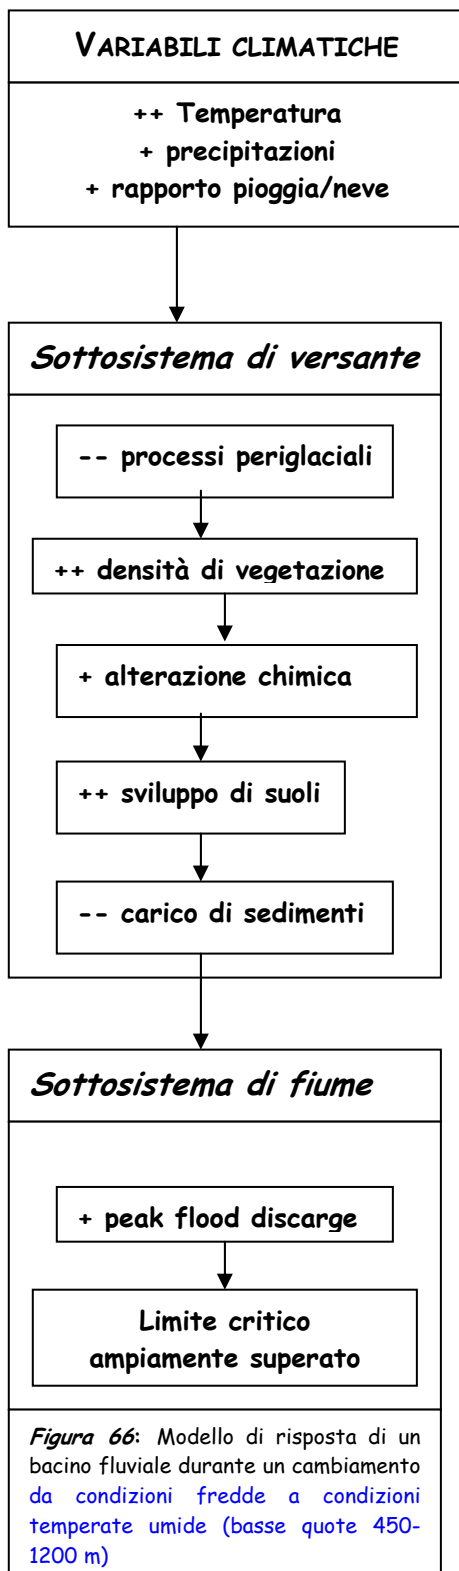 VARIABILI CLIMATICHE
++ Temperatura
+ precipitazioni
+ rapporto pioggia/neve
Sottosistema di versante
-- processi periglaciali
++ densità di vegetazione
+ alterazione chimica
++ sviluppo di suoli
-- carico di sedimenti
Sottosistema di fiume
+ peak flood discarge
Limite critico
ampiamente superato
Figura 66: Modello di risposta di un
bacino fluviale durante un cambiamento
da condizioni fredde a condizioni
temperate umide (basse quote 450-
1200 m)